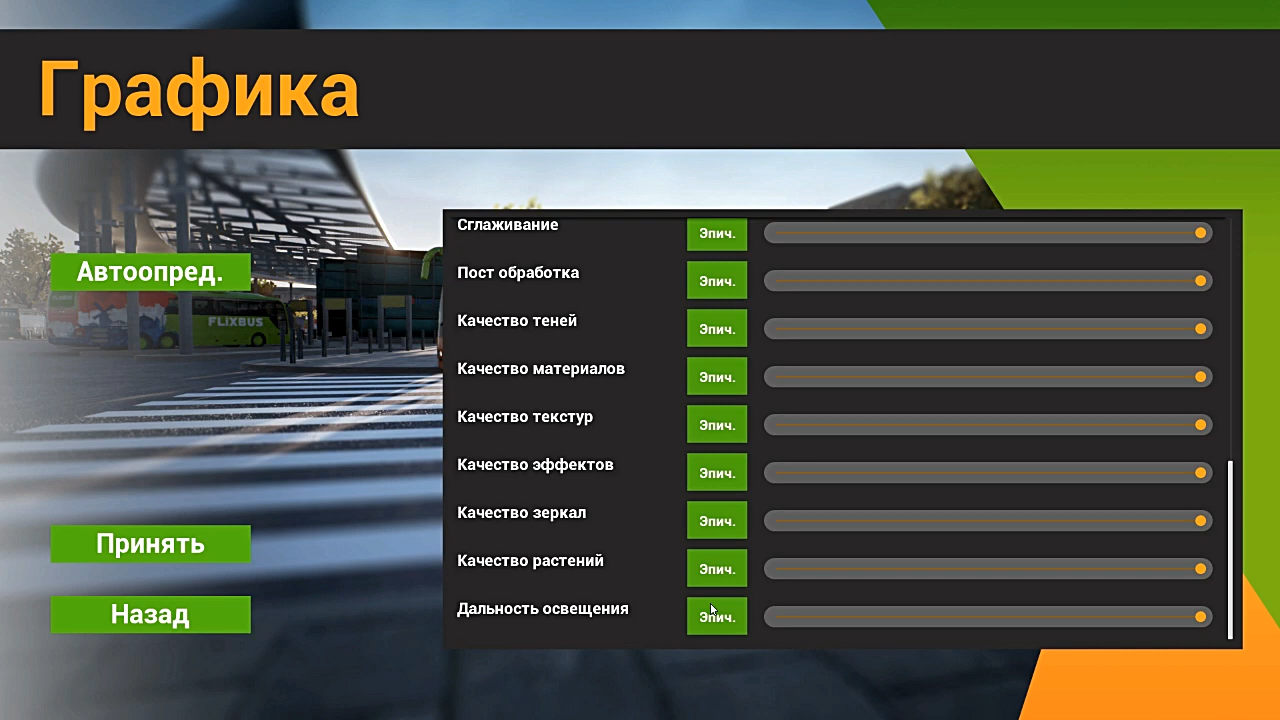 Графика
Автоопред.
FLIXBUS
Принять
Назад
Сглаживание Эпич.
Пост обработка Эпич.
Качество теней Эпич.
Качество материалов Эпич.
Качество текстур Эпич.
Качество эффектов Эпич.
Качество зеркал Эпич.
Качество растений Эпич.
Дальность освещения Эпич.